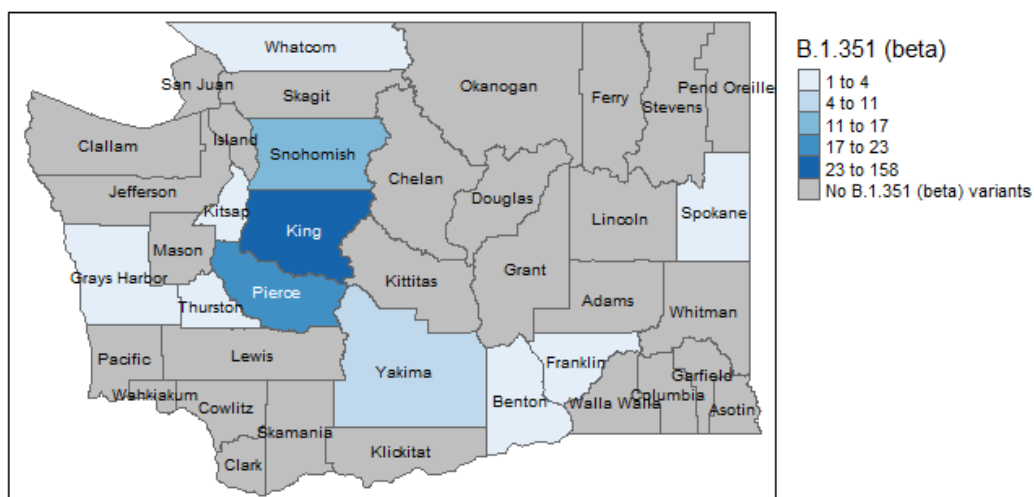 Whatcom
San Juan
Skagit
Okanogan
Ferry
Stevens
Pend Oreille
Island
Clallam
Snohomish
Chelan
Jefferson
Douglas
Kitsap
King
Lincoln
Spokane
Mason
Grays Harbor
Kittitas
Grant
Pierce
Thurston
Adams
Whitman
Pacific
Lewis
Yakima
Franklin
Garfield
Wahkiakum
Cowlitz
Benton
Walla Walla
Columbia
Asotin
Skamania
Klickitat
Clark
B.1.351 (beta)
1 to 4
4 to 11
11 to 17
17 to 23
23 to 158
No B.1.351 (beta) variants